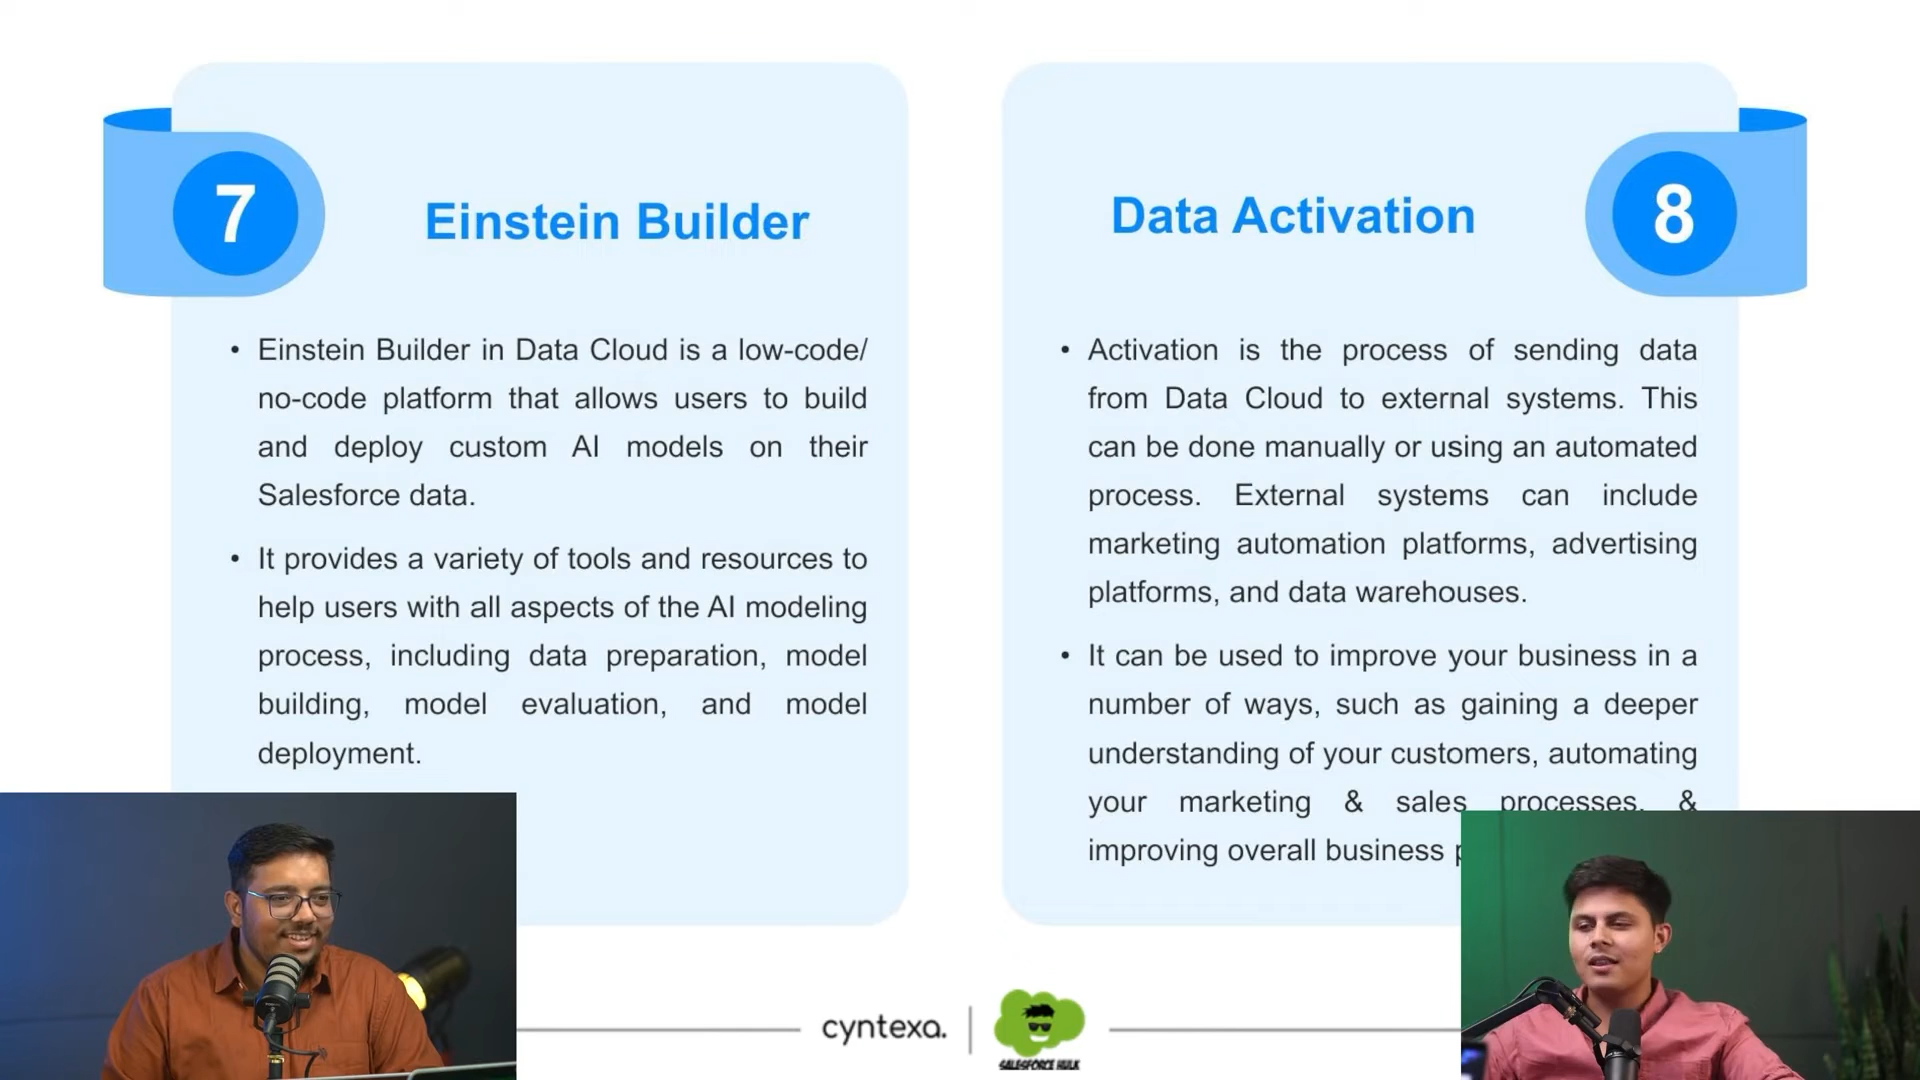 7
Einstein Builder
• Einstein Builder in Data Cloud is a low-code/
no-code platform that allows users to build
and deploy custom AI models on their
Salesforce data.
• It provides a variety of tools and resources to
help users with all aspects of the AI modeling
process, including data preparation, model
building, model evaluation, and model
deployment.
Data Activation
8
• Activation is the process of sending data
from Data Cloud to external systems. This
can be done manually or using an automated
process. External systems can include
marketing automation platforms, advertising
platforms, and data warehouses.
• It can be used to improve your business in a
number of ways, such as gaining a deeper
understanding of your customers, automating
your marketing & sales processes, &
improving overall business
cyntexa.
SALESFORCE HULK